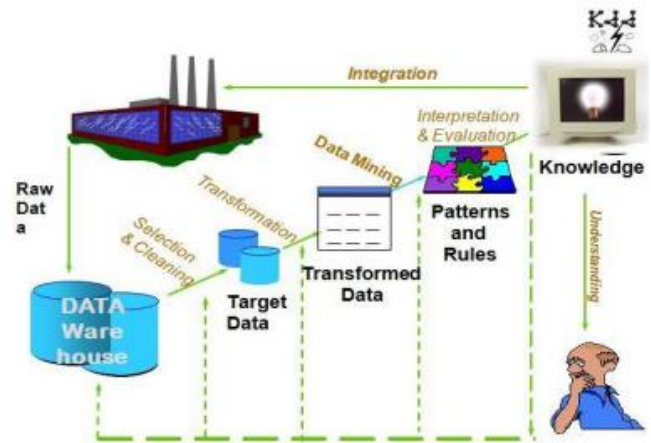 KDD
Integration
Interpretation
& Evaluation
Knowledge
Data Mining
Raw
Dat
a
Transformation
Selection
& Cleaning
Patterns
and
Rules
Understanding
Transformed
Data
Target
Data
DATA
Ware
house